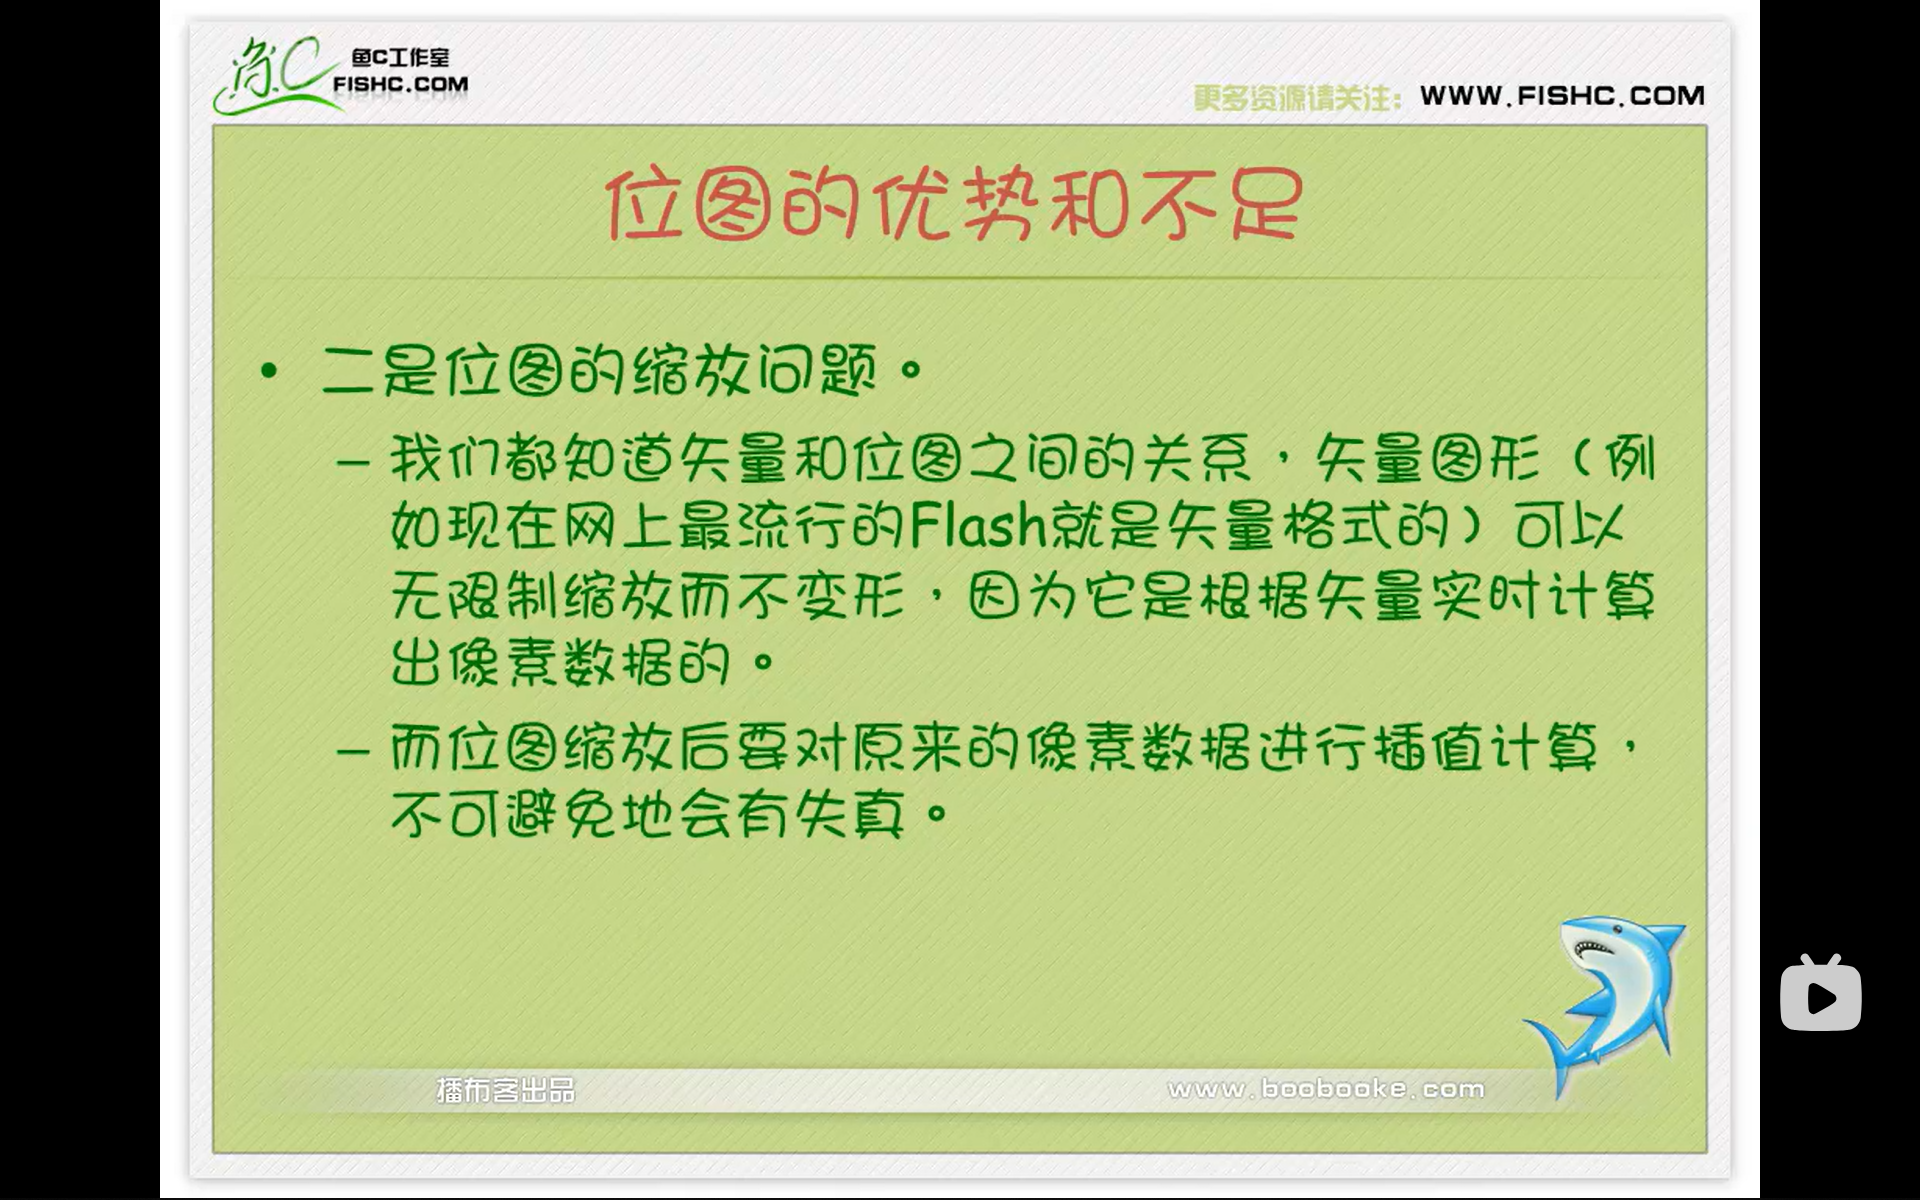 鱼C工作室
FISHC.COM
更多资源请关注： WWW.FISHC.COM
位图的优势和不足
• 二是位图的缩放问题。
– 我们都知道矢量和位图之间的关系，矢量图形（例
如现在网上最流行的Flash就是矢量格式的）可以
无限制缩放而不变形，因为它是根据矢量实时计算
出像素数据的。
– 而位图缩放后要对原来的像素数据进行插值计算，
不可避免地会有失真。
播布客出品 www.boobooke.com